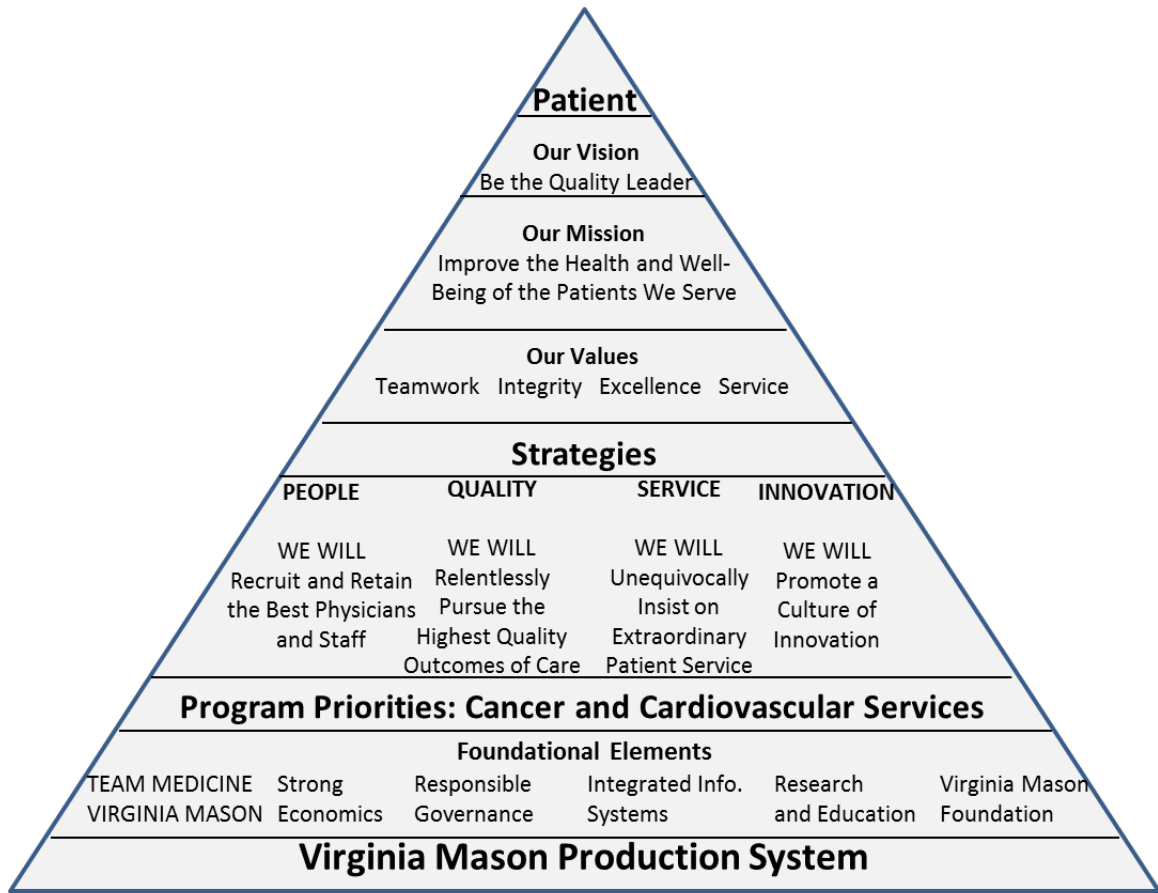 Patient
Our Vision
Be the Quality Leader
Our Mission
Improve the Health and Well-
Being of the Patients We Serve
Our Values
Teamwork Integrity Excellence Service
Strategies
PEOPLE
WE WILL
Recruit and Retain
the Best Physicians
and Staff
QUALITY
WE WILL
Relentlessly
Pursue the
Highest Quality
Outcomes of Care
SERVICE
WE WILL
Unequivocally
Insist on
Extraordinary
Patient Service
INNOVATION
WE WILL
Promote a
Culture of
Innovation
Program Priorities: Cancer and Cardiovascular Services
Foundational Elements
TEAM MEDICINE
VIRGINIA MASON
Strong
Economics
Responsible
Governance
Integrated Info.
Systems
Research
and Education
Virginia Mason
Foundation
Virginia Mason Production System